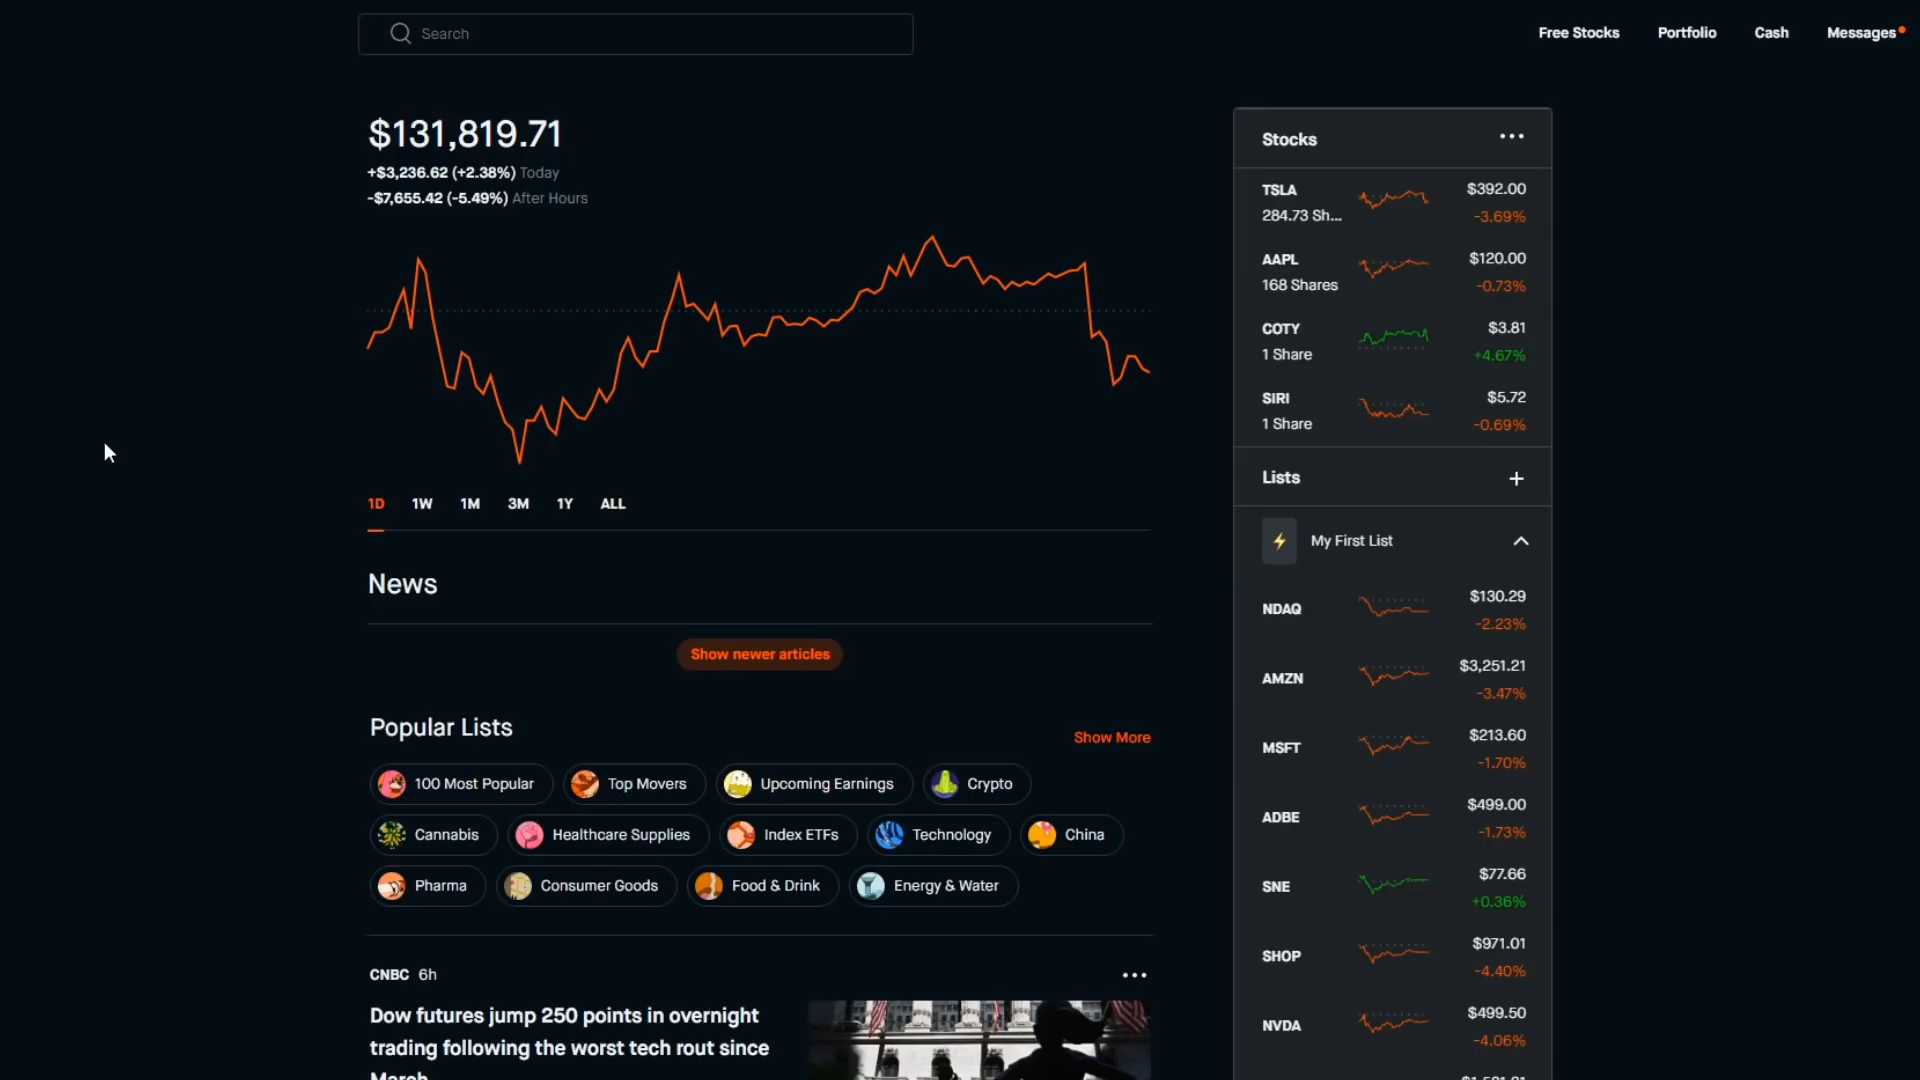 Search
Free Stocks
Portfolio
Cash
Messages
$131,819.71
+$3,236.62 (+2.38%) Today
-$7,655.42 (-5.49%) After Hours
1D 1W 1M 3M 1Y ALL
News
Show newer articles
Popular Lists
Show More
100 Most Popular
Top Movers
Upcoming Earnings
Crypto
Cannabis
Healthcare Supplies
Index ETFs
Technology
China
Pharma
Consumer Goods
Food & Drink
Energy & Water
CNBC 6h
Dow futures jump 250 points in overnight
trading following the worst tech rout since
March
Stocks
TSLA $392.00
284.73 Sh... -3.69%
AAPL $120.00
168 Shares -0.73%
COTY $3.81
1 Share +4.67%
SIRI $5.72
1 Share -0.69%
Lists
My First List
NDAQ $130.29
-2.23%
AMZN $3,251.21
-3.47%
MSFT $213.60
-1.70%
ADBE $499.00
-1.73%
SNE $77.66
+0.36%
SHOP $971.01
-4.40%
NVDA $499.50
-4.06%